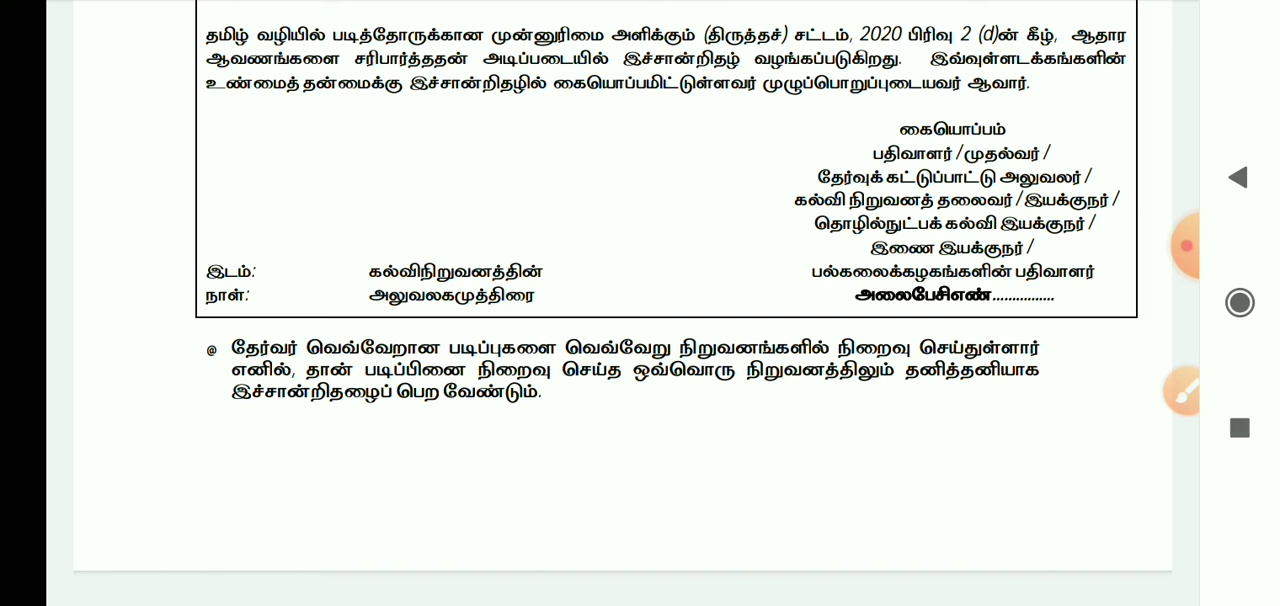 தமிழ் வழியில் படித்தோருக்கான முன்னுரிமை அளிக்கும் (திருத்தச்) சட்டம், 2020 பிரிவு 2 (d)ன் கீழ், ஆதார
ஆவணங்களை சரிபார்த்ததன் அடிப்படையில் இச்சான்றிதழ் வழங்கப்படுகிறது. இவ்வுள்ளடக்கங்களின்
உண்மைத் தன்மைக்கு இச்சான்றிதழில் கையொப்பமிட்டுள்ளவர் முழுப்பொறுப்புடையவர் ஆவார்.
கையொப்பம்
பதிவாளர் /முதல்வர் /
தேர்வுக் கட்டுப்பாட்டு அலுவலர் /
கல்வி நிறுவனத் தலைவர் /இயக்குநர் /
தொழில்நுட்பக் கல்வி இயக்குநர் /
இணை இயக்குநர் /
இடம்: கல்விநிறுவனத்தின் பல்கலைக்கழகங்களின் பதிவாளர்
நாள்: அலுவலகமுத்திரை அலைபேசிஎண்................
@ தேர்வர் வெவ்வேறான படிப்புகளை வெவ்வேறு நிறுவனங்களில் நிறைவு செய்துள்ளார்
எனில், தான் படிப்பினை நிறைவு செய்த ஒவ்வொரு நிறுவனத்திலும் தனித்தனியாக
இச்சான்றிதழைப் பெற வேண்டும்.